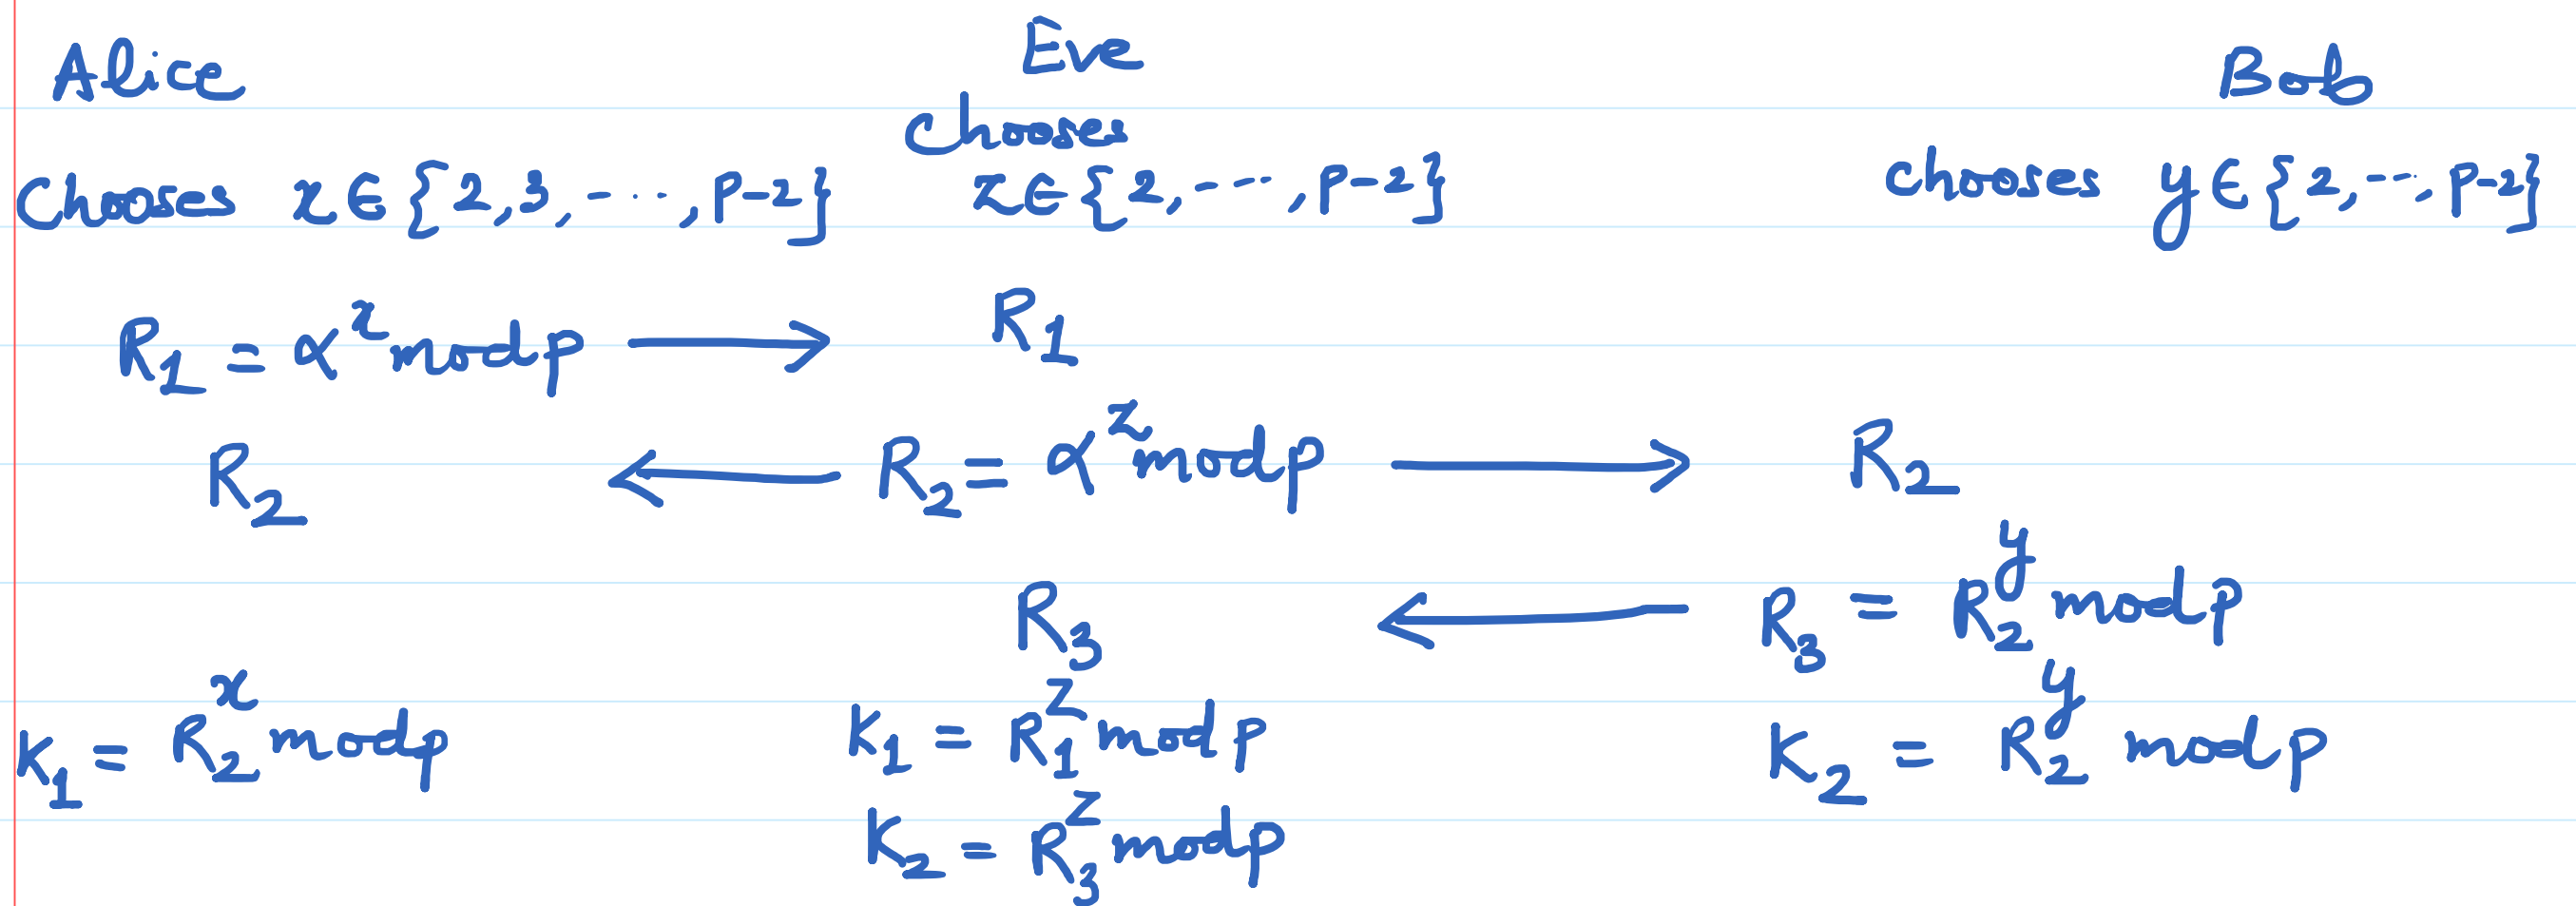 Alice Eve Bob
chooses
Chooses x ∈ {2,3, ..., p-2} z ∈ {2, ..., p-2} chooses y ∈ {2, ..., p-2}
R₁ = α^x mod p ⟶ R₁
R₂ ⟵ R₂ = α^z mod p ⟶ R₂
R₃ ⟵ R₃ = R₂^y mod p
K₁ = R₂^x mod p K₁ = R₁^z mod p K₂ = R₂^y mod p
K₂ = R₃^z mod p